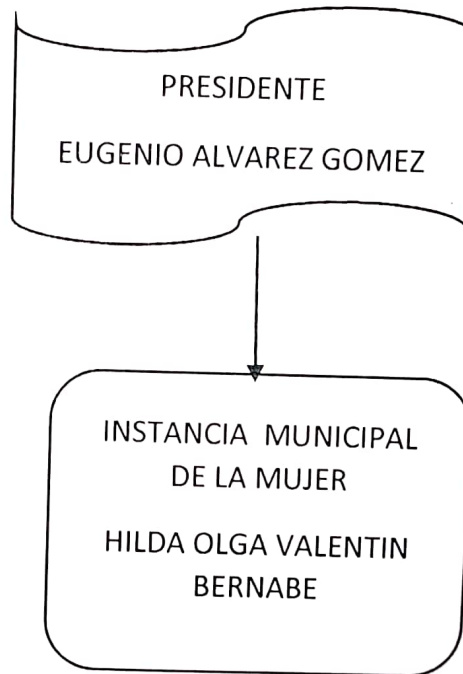 PRESIDENTE
EUGENIO ALVAREZ GOMEZ
INSTANCIA MUNICIPAL
DE LA MUJER
HILDA OLGA VALENTIN
BERNABE